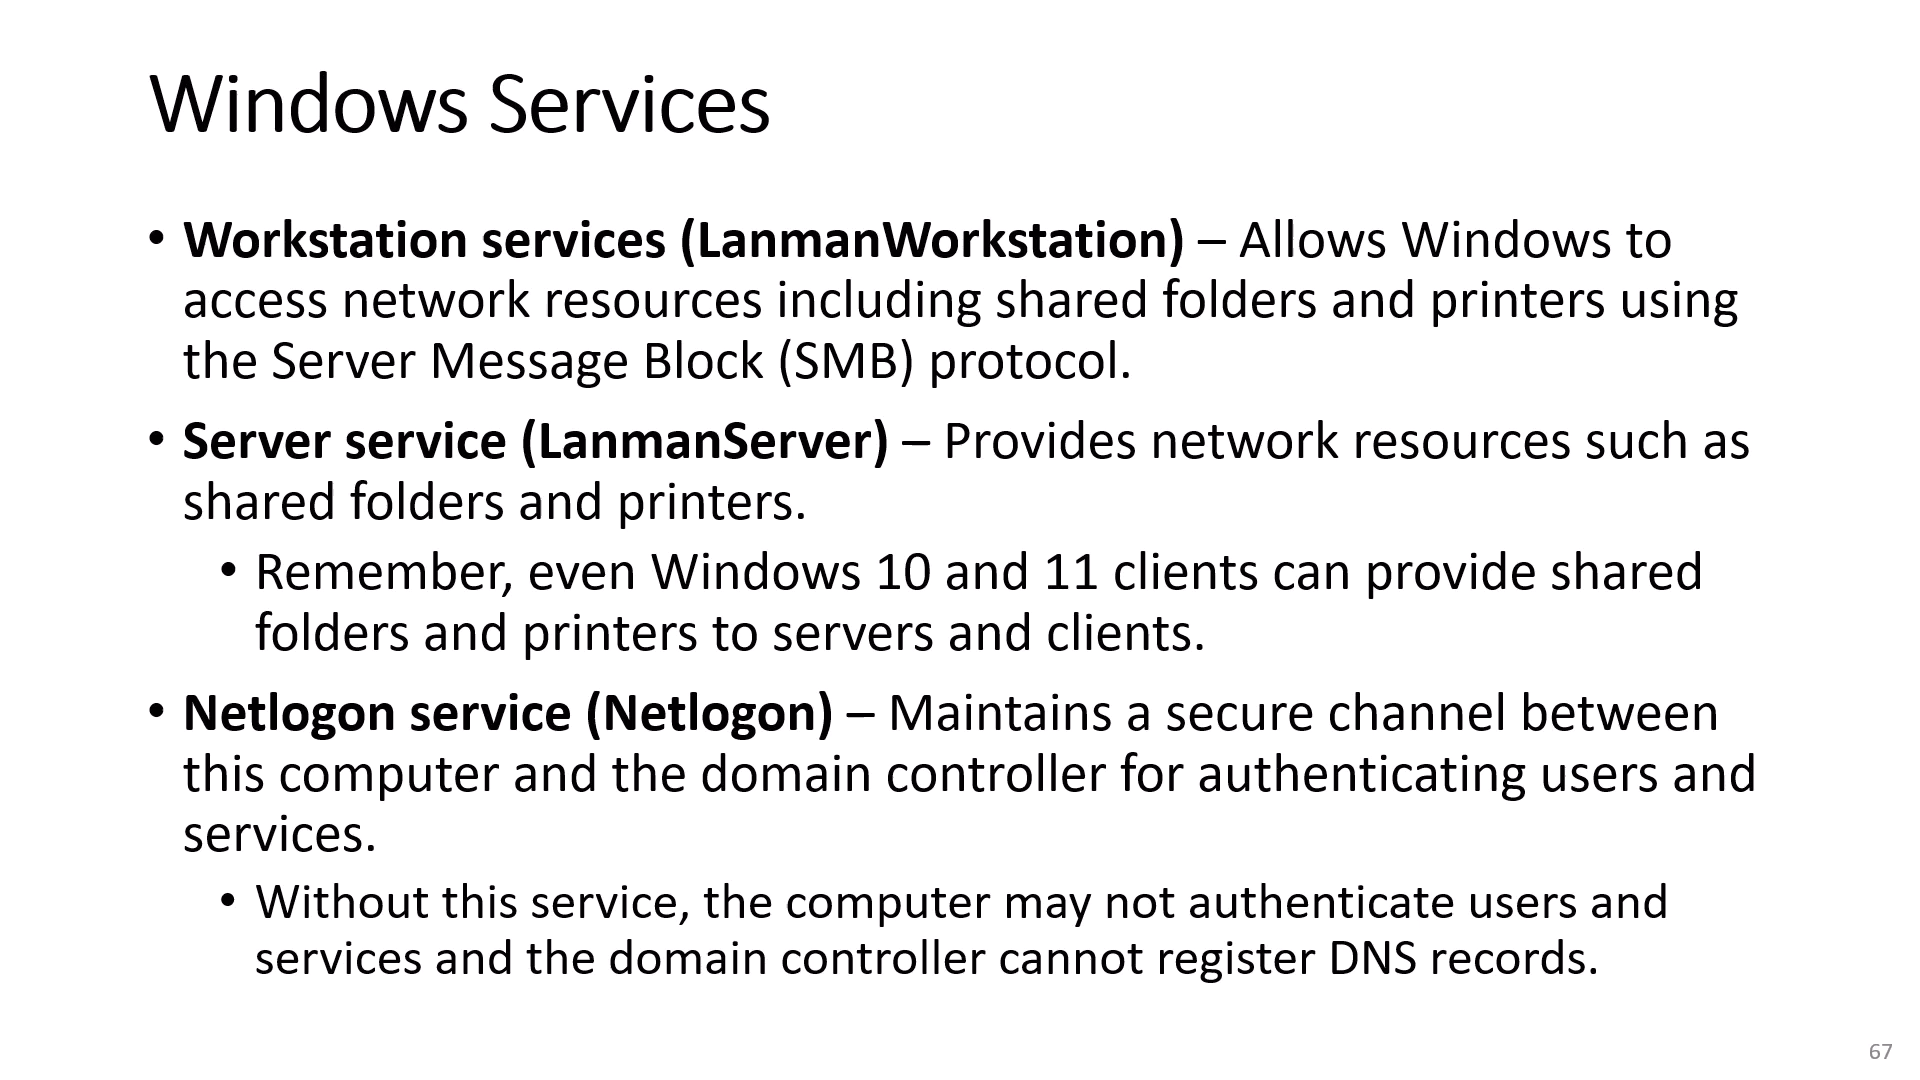 Windows Services
• Workstation services (LanmanWorkstation) – Allows Windows to
access network resources including shared folders and printers using
the Server Message Block (SMB) protocol.
• Server service (LanmanServer) – Provides network resources such as
shared folders and printers.
• Remember, even Windows 10 and 11 clients can provide shared
folders and printers to servers and clients.
• Netlogon service (Netlogon) – Maintains a secure channel between
this computer and the domain controller for authenticating users and
services.
• Without this service, the computer may not authenticate users and
services and the domain controller cannot register DNS records.
67